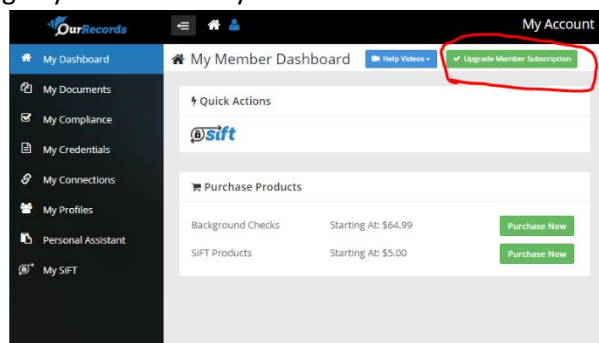 OurRecords
My Account
My Dashboard
My Member Dashboard
Help Videos
Upgrade Member Subscription
My Documents
My Compliance
My Credentials
My Connections
My Profiles
Personal Assistant
My SiFT
Quick Actions
sift
Purchase Products
Background Checks Starting At: $64.99 Purchase Now
SiFT Products Starting At: $5.00 Purchase Now